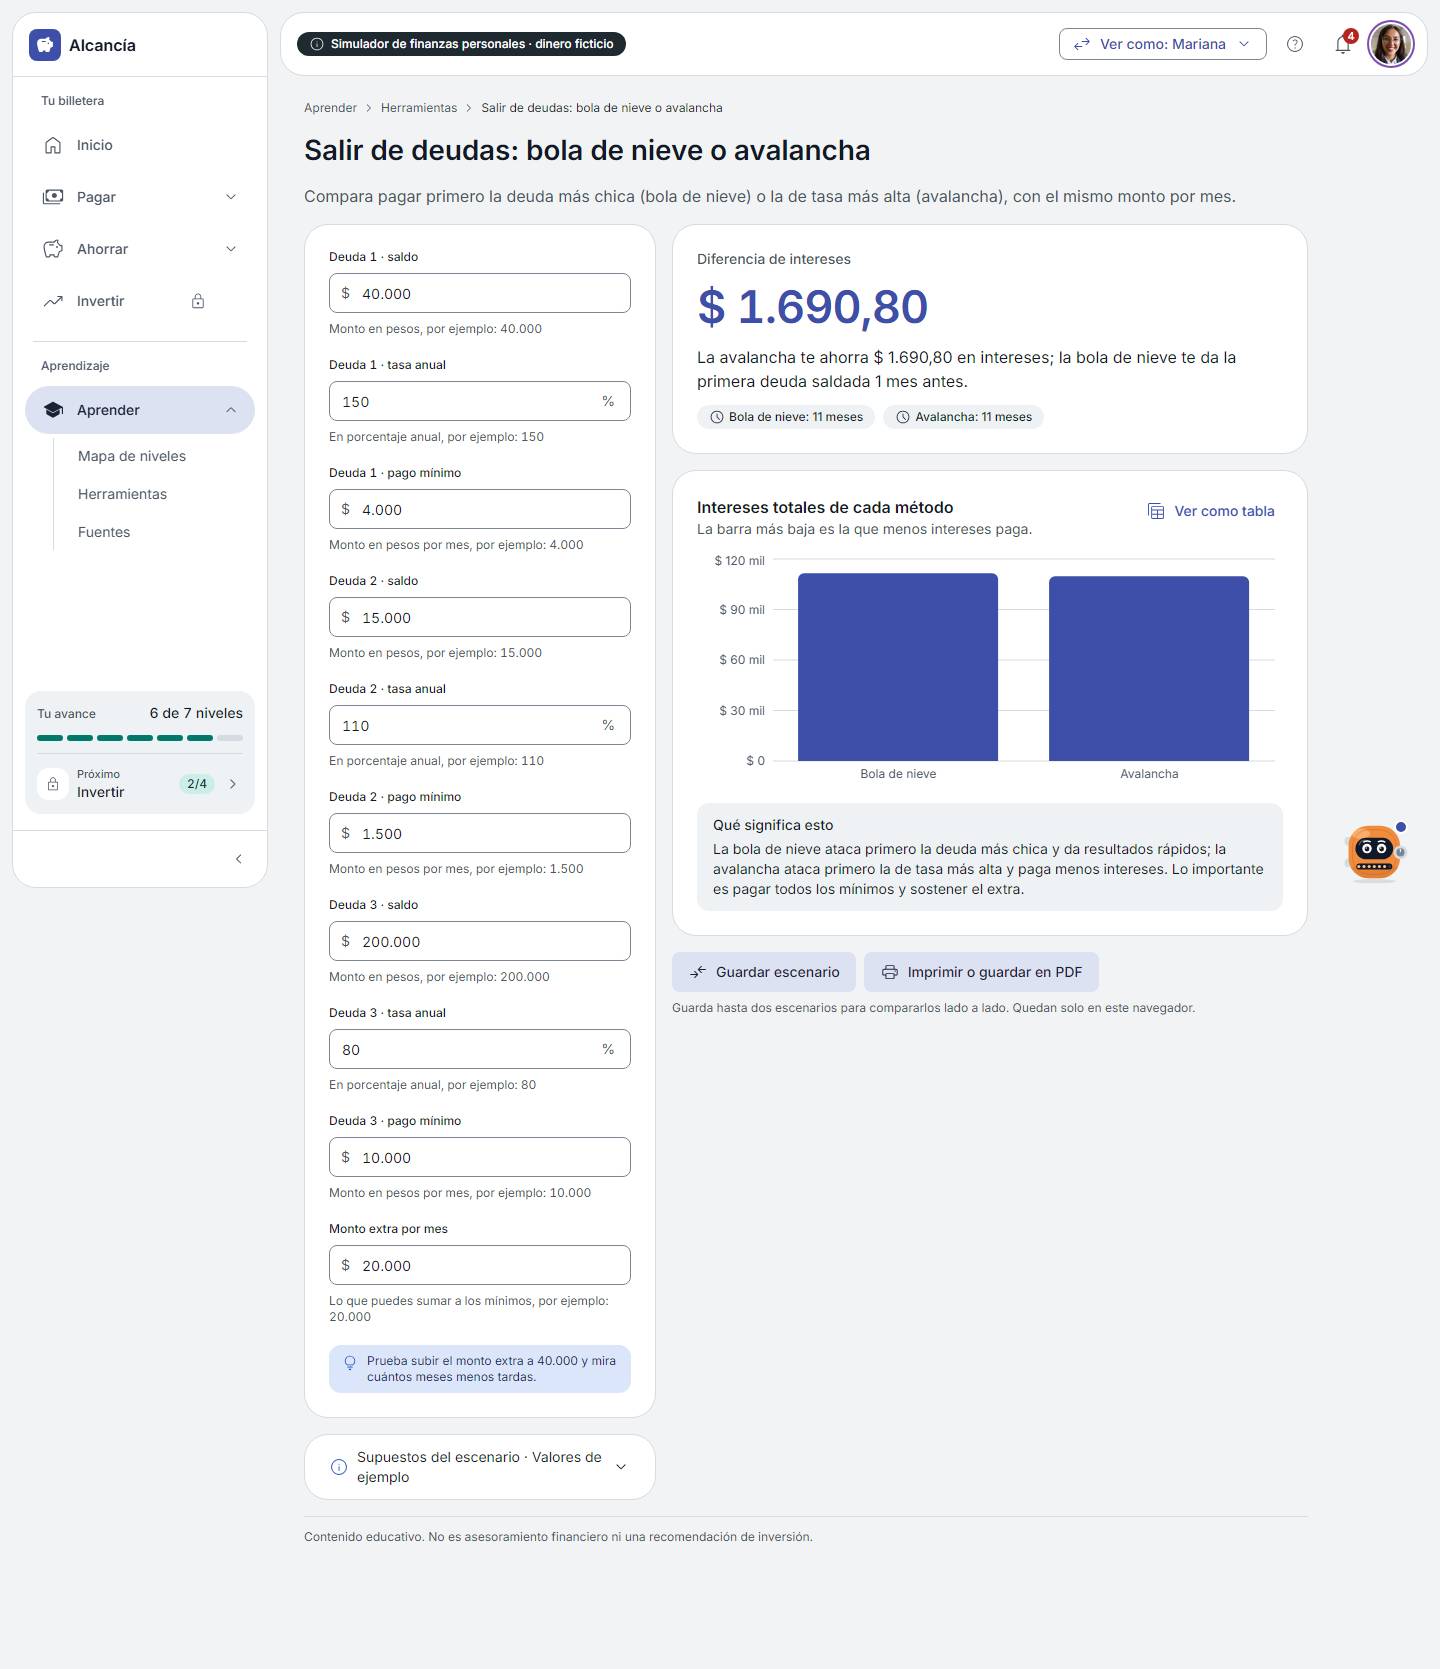 Alcancía
Simulador de finanzas personales · dinero ficticio
Ver como: Mariana
4
Tu billetera
Inicio
Pagar
Ahorrar
Invertir
Aprendizaje
Aprender
Mapa de niveles
Herramientas
Fuentes
Tu avance
6 de 7 niveles
Próximo
Invertir
2/4
Aprender
Herramientas
Salir de deudas: bola de nieve o avalancha
Salir de deudas: bola de nieve o avalancha
Compara pagar primero la deuda más chica (bola de nieve) o la de tasa más alta (avalancha), con el mismo monto por mes.
Deuda 1 · saldo
$ 40.000
Monto en pesos, por ejemplo: 40.000
Deuda 1 · tasa anual
150 %
En porcentaje anual, por ejemplo: 150
Deuda 1 · pago mínimo
$ 4.000
Monto en pesos por mes, por ejemplo: 4.000
Deuda 2 · saldo
$ 15.000
Monto en pesos, por ejemplo: 15.000
Deuda 2 · tasa anual
110 %
En porcentaje anual, por ejemplo: 110
Deuda 2 · pago mínimo
$ 1.500
Monto en pesos por mes, por ejemplo: 1.500
Deuda 3 · saldo
$ 200.000
Monto en pesos, por ejemplo: 200.000
Deuda 3 · tasa anual
80 %
En porcentaje anual, por ejemplo: 80
Deuda 3 · pago mínimo
$ 10.000
Monto en pesos por mes, por ejemplo: 10.000
Monto extra por mes
$ 20.000
Lo que puedes sumar a los mínimos, por ejemplo:
20.000
Prueba subir el monto extra a 40.000 y mira
cuántos meses menos tardas.
Supuestos del escenario · Valores de
ejemplo
Diferencia de intereses
$ 1.690,80
La avalancha te ahorra $ 1.690,80 en intereses; la bola de nieve te da la
primera deuda saldada 1 mes antes.
Bola de nieve: 11 meses
Avalancha: 11 meses
Intereses totales de cada método
La barra más baja es la que menos intereses paga.
Ver como tabla
$ 120 mil
$ 90 mil
$ 60 mil
$ 30 mil
$ 0
Bola de nieve
Avalancha
Qué significa esto
La bola de nieve ataca primero la deuda más chica y da resultados rápidos; la
avalancha ataca primero la de tasa más alta y paga menos intereses. Lo importante
es pagar todos los mínimos y sostener el extra.
Guardar escenario
Imprimir o guardar en PDF
Guarda hasta dos escenarios para compararlos lado a lado. Quedan solo en este navegador.
Contenido educativo. No es asesoramiento financiero ni una recomendación de inversión.